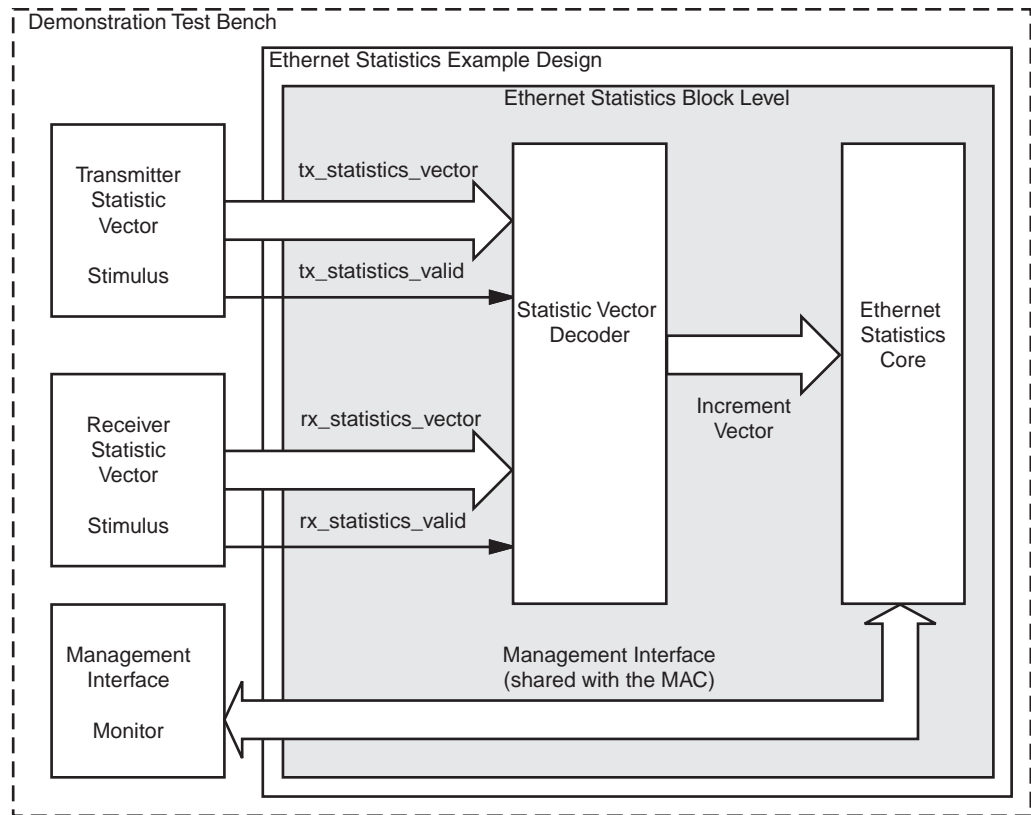 Demonstration Test Bench
Ethernet Statistics Example Design
Ethernet Statistics Block Level
Transmitter
Statistic
Vector
Stimulus
tx_statistics_vector
tx_statistics_valid
Statistic Vector
Decoder
Ethernet
Statistics
Core
Increment
Vector
Receiver
Statistic
Vector
Stimulus
rx_statistics_vector
rx_statistics_valid
Management
Interface
Monitor
Management Interface
(shared with the MAC)